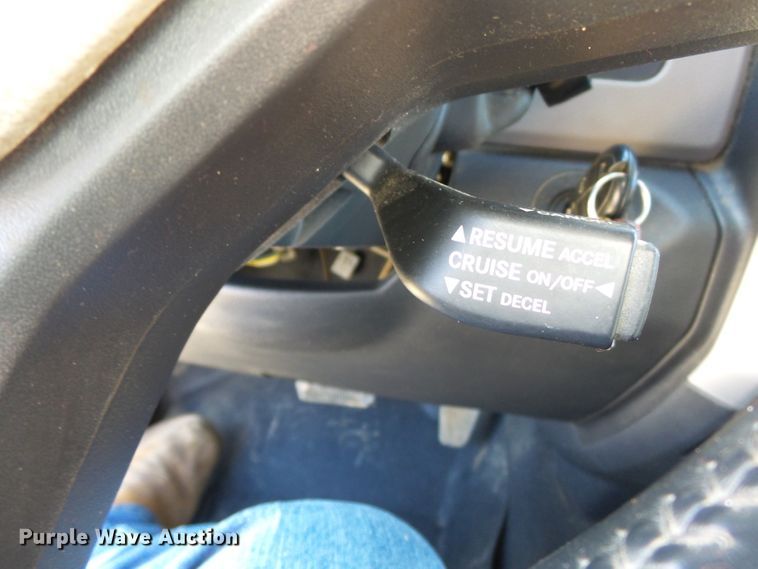 ▲RESUME ACCEL
CRUISE ON/OFF◀
▼SET DECEL
Purple Wave Auction